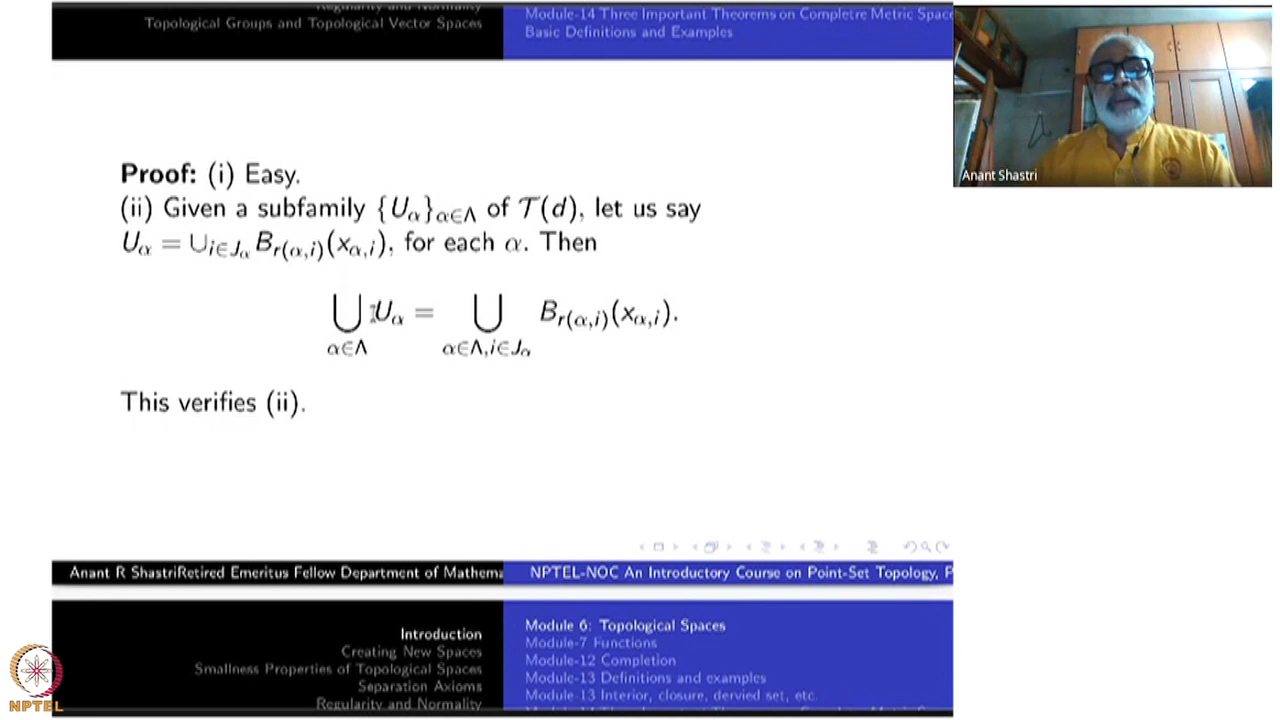 Regularity and Normality
Topological Groups and Topological Vector Spaces
Module-14 Three Important Theorems on Completre Metric Space
Basic Definitions and Examples
Anant Shastri
Proof: (i) Easy.
(ii) Given a subfamily {U_α}_{α∈Λ} of 𝒯(d), let us say
U_α = ∪_{i∈J_α} B_{r(α,i)}(x_{α,i}), for each α. Then
⋃_{α∈Λ} U_α = ⋃_{α∈Λ,i∈J_α} B_{r(α,i)}(x_{α,i}).
This verifies (ii).
Anant R ShastriRetired Emeritus Fellow Department of Mathema
NPTEL-NOC An Introductory Course on Point-Set Topology, P
Introduction
Creating New Spaces
Smallness Properties of Topological Spaces
Separation Axioms
Regularity and Normality
Module 6: Topological Spaces
Module-7 Functions
Module-12 Completion
Module-13 Definitions and examples
Module-13 Interior, closure, dervied set, etc.
NPTEL